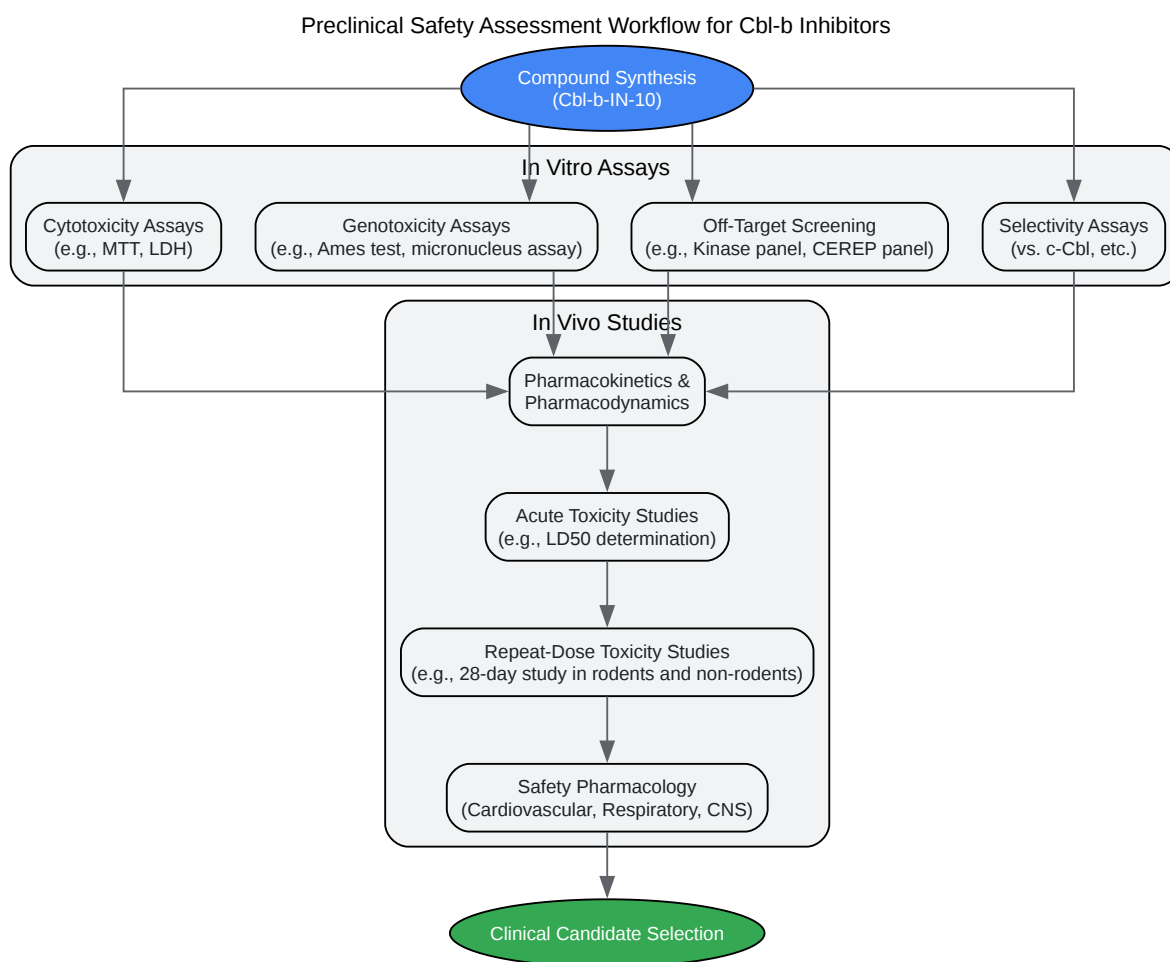 Preclinical Safety Assessment Workflow for Cbl-b Inhibitors
Compound Synthesis
(Cbl-b-IN-10)
In Vitro Assays
Cytotoxicity Assays
(e.g., MTT, LDH)
Genotoxicity Assays
(e.g., Ames test, micronucleus assay)
Off-Target Screening
(e.g., Kinase panel, CEREP panel)
Selectivity Assays
(vs. c-Cbl, etc.)
In Vivo Studies
Pharmacokinetics &
Pharmacodynamics
Acute Toxicity Studies
(e.g., LD50 determination)
Repeat-Dose Toxicity Studies
(e.g., 28-day study in rodents and non-rodents)
Safety Pharmacology
(Cardiovascular, Respiratory, CNS)
Clinical Candidate Selection